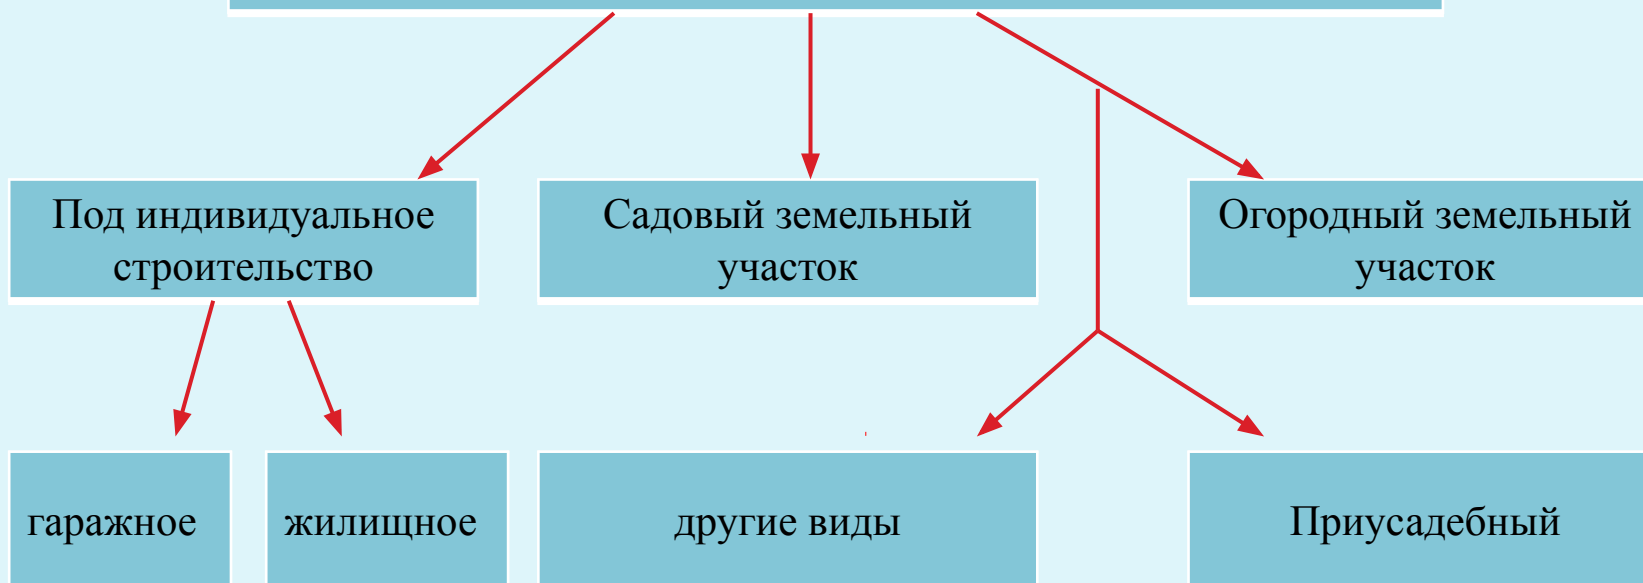 Под индивидуальное
строительство
Садовый земельный
участок
Огородный земельный
участок
гаражное
жилищное
другие виды
Приусадебный